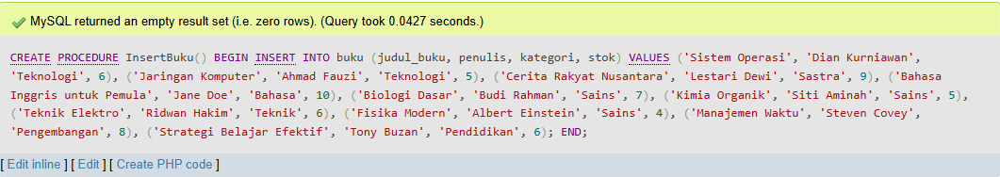 MySQL returned an empty result set (i.e. zero rows). (Query took 0.0427 seconds.)
CREATE PROCEDURE InsertBuku() BEGIN INSERT INTO buku (judul_buku, penulis, kategori, stok) VALUES ('Sistem Operasi', 'Dian Kurniawan',
'Teknologi', 6), ('Jaringan Komputer', 'Ahmad Fauzi', 'Teknologi', 5), ('Cerita Rakyat Nusantara', 'Lestari Dewi', 'Sastra', 9), ('Bahasa
Inggris untuk Pemula', 'Jane Doe', 'Bahasa', 10), ('Biologi Dasar', 'Budi Rahman', 'Sains', 7), ('Kimia Organik', 'Siti Aminah', 'Sains', 5),
('Teknik Elektro', 'Ridwan Hakim', 'Teknik', 6), ('Fisika Modern', 'Albert Einstein', 'Sains', 4), ('Manajemen Waktu', 'Steven Covey',
'Pengembangan', 8), ('Strategi Belajar Efektif', 'Tony Buzan', 'Pendidikan', 6); END;
[ Edit inline ] [ Edit ] [ Create PHP code ]